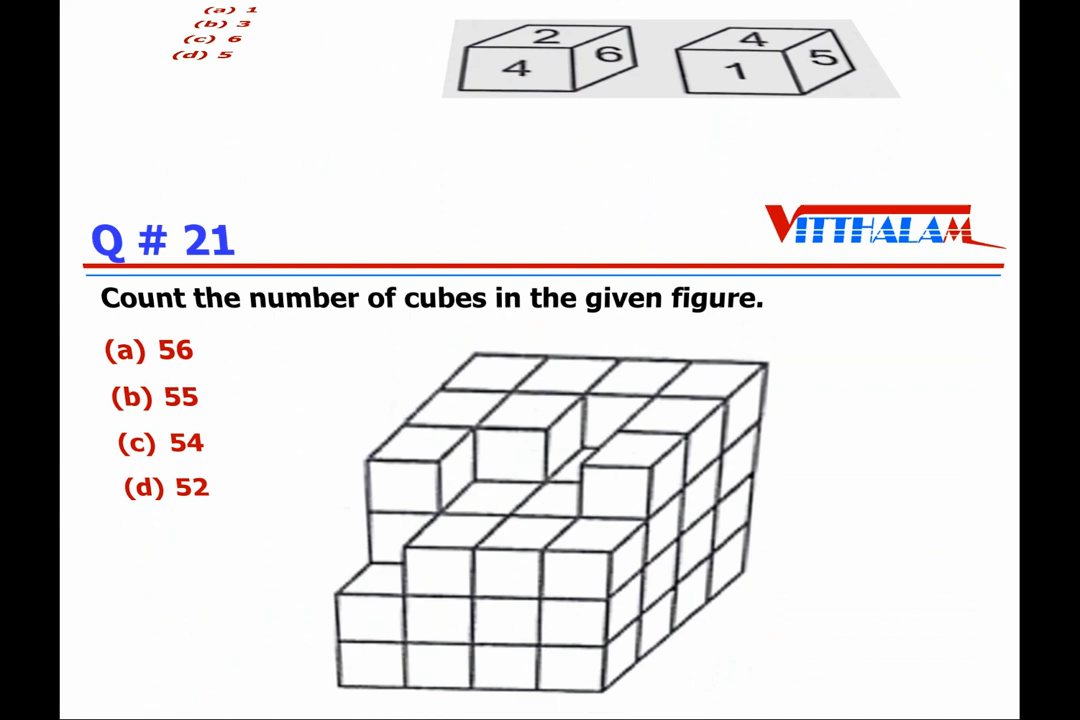 (a) 1
(b) 3
(c) 6
(d) 5
2
4
6
4
1
5
Q # 21
VITTHALAM
Count the number of cubes in the given figure.
(a) 56
(b) 55
(c) 54
(d) 52